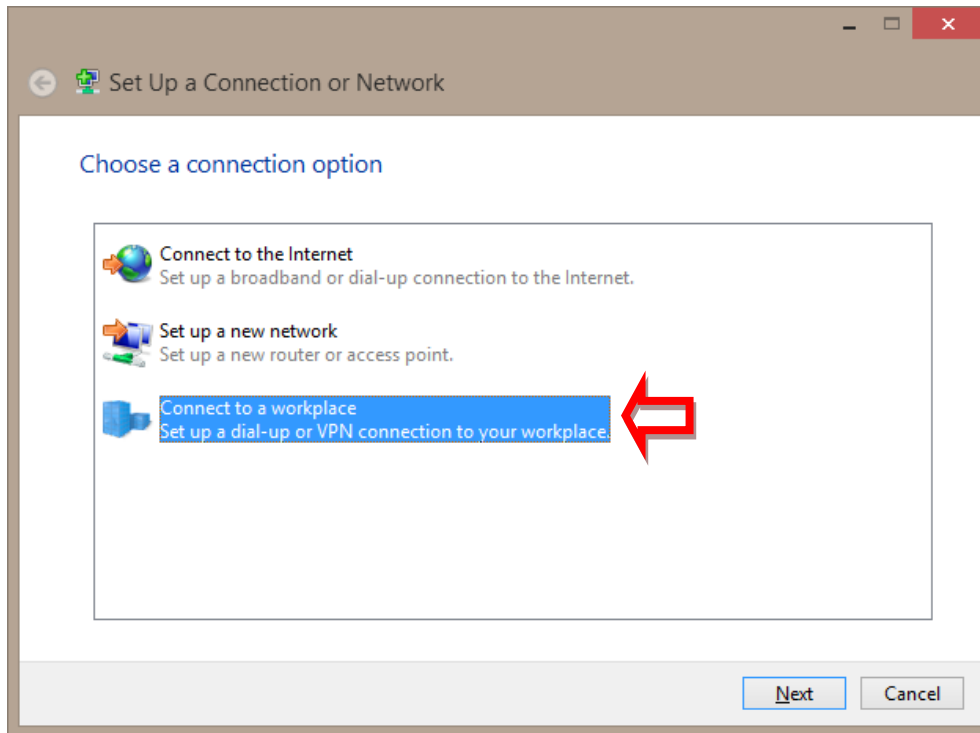 Set Up a Connection or Network
Choose a connection option
Connect to the Internet
Set up a broadband or dial-up connection to the Internet.
Set up a new network
Set up a new router or access point.
Connect to a workplace
Set up a dial-up or VPN connection to your workplace.
Next
Cancel